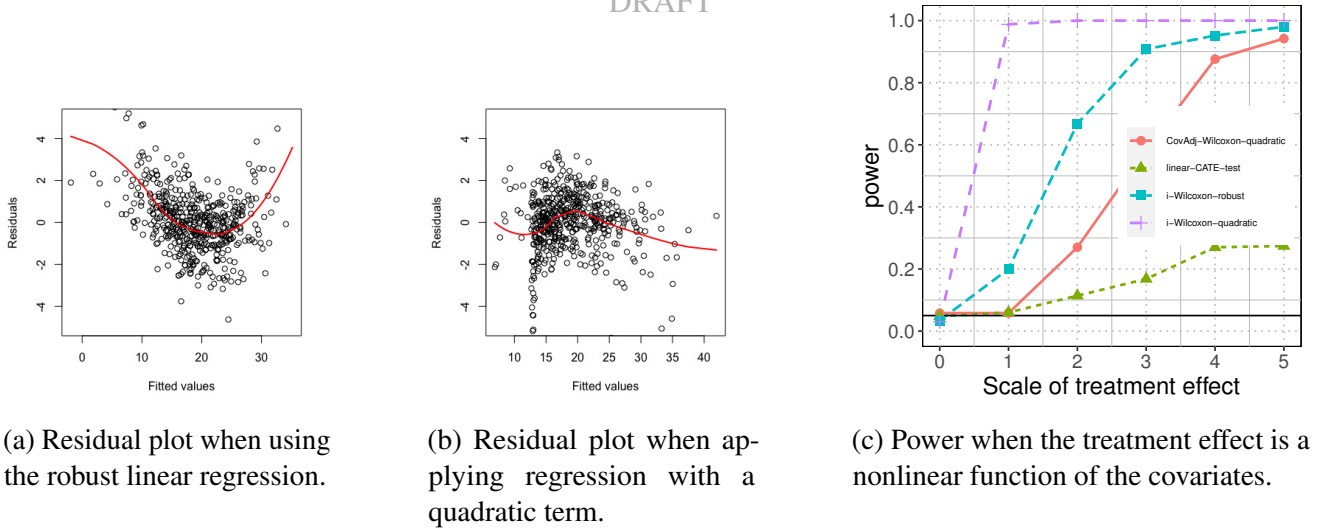 DRAFT
4
2
0
-2
-4
Residuals
0
10
20
30
Fitted values
4
2
0
-2
-4
Residuals
10
15
20
25
30
35
40
Fitted values
1.0
0.8
0.6
0.4
0.2
0.0
power
CovAdj-Wilcoxon-quadratic
linear-CATE-test
i-Wilcoxon-robust
i-Wilcoxon-quadratic
0
1
2
3
4
5
Scale of treatment effect
(a) Residual plot when using
the robust linear regression.
(b) Residual plot when ap-
plying regression with a
quadratic term.
(c) Power when the treatment effect is a
nonlinear function of the covariates.